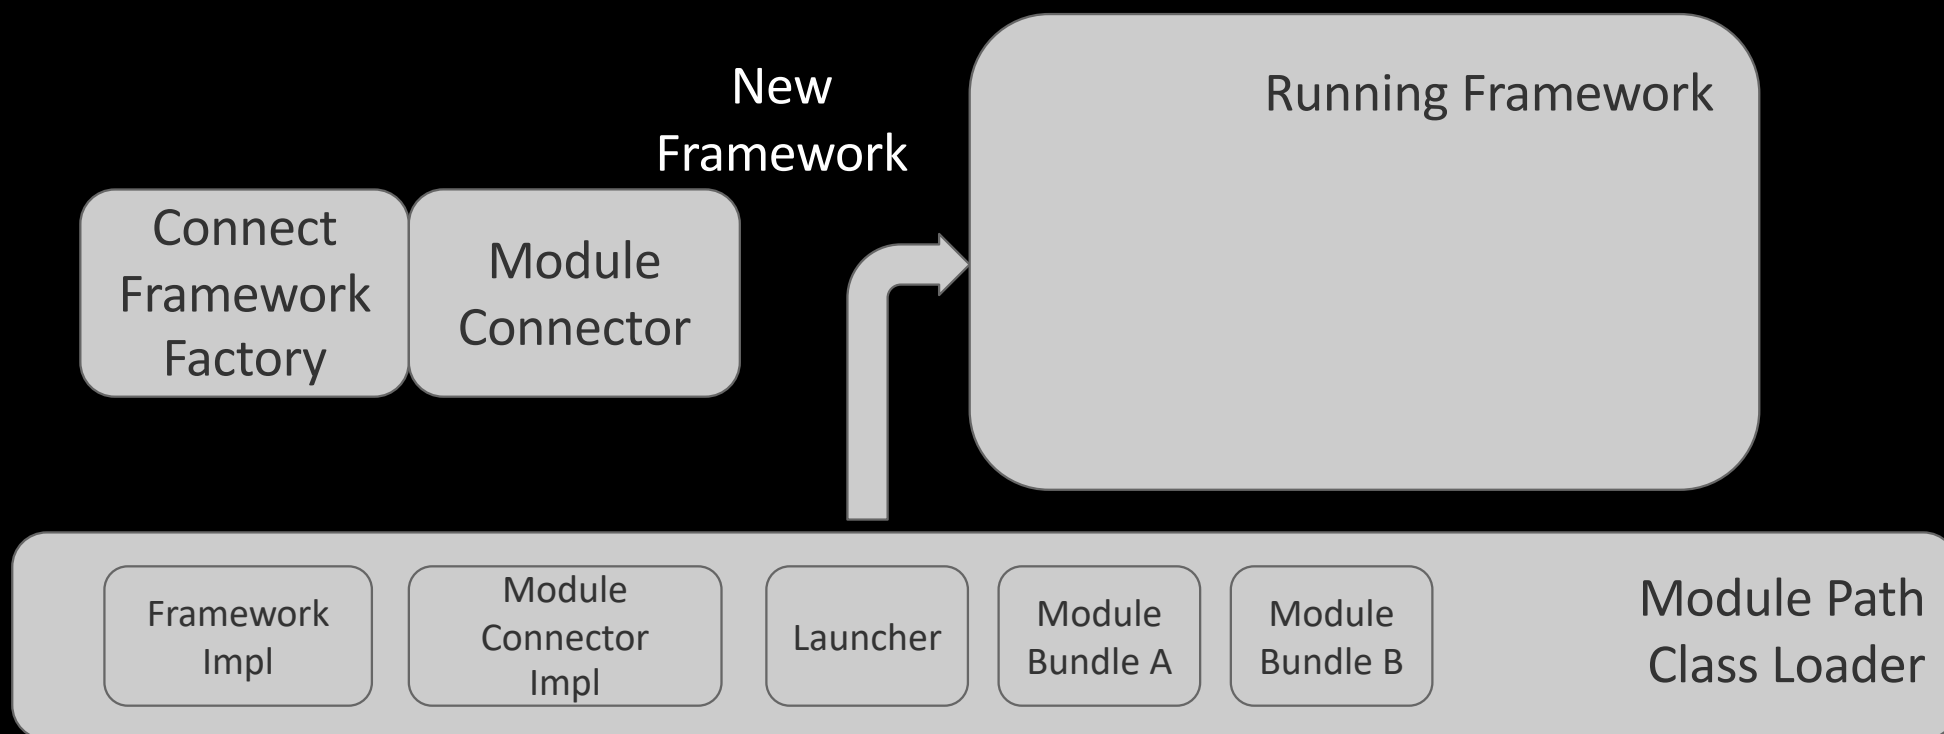 New
Framework
Running Framework
Connect
Framework
Factory
Module
Connector
Framework
Impl
Module
Connector
Impl
Launcher
Module
Bundle A
Module
Bundle B
Module Path
Class Loader